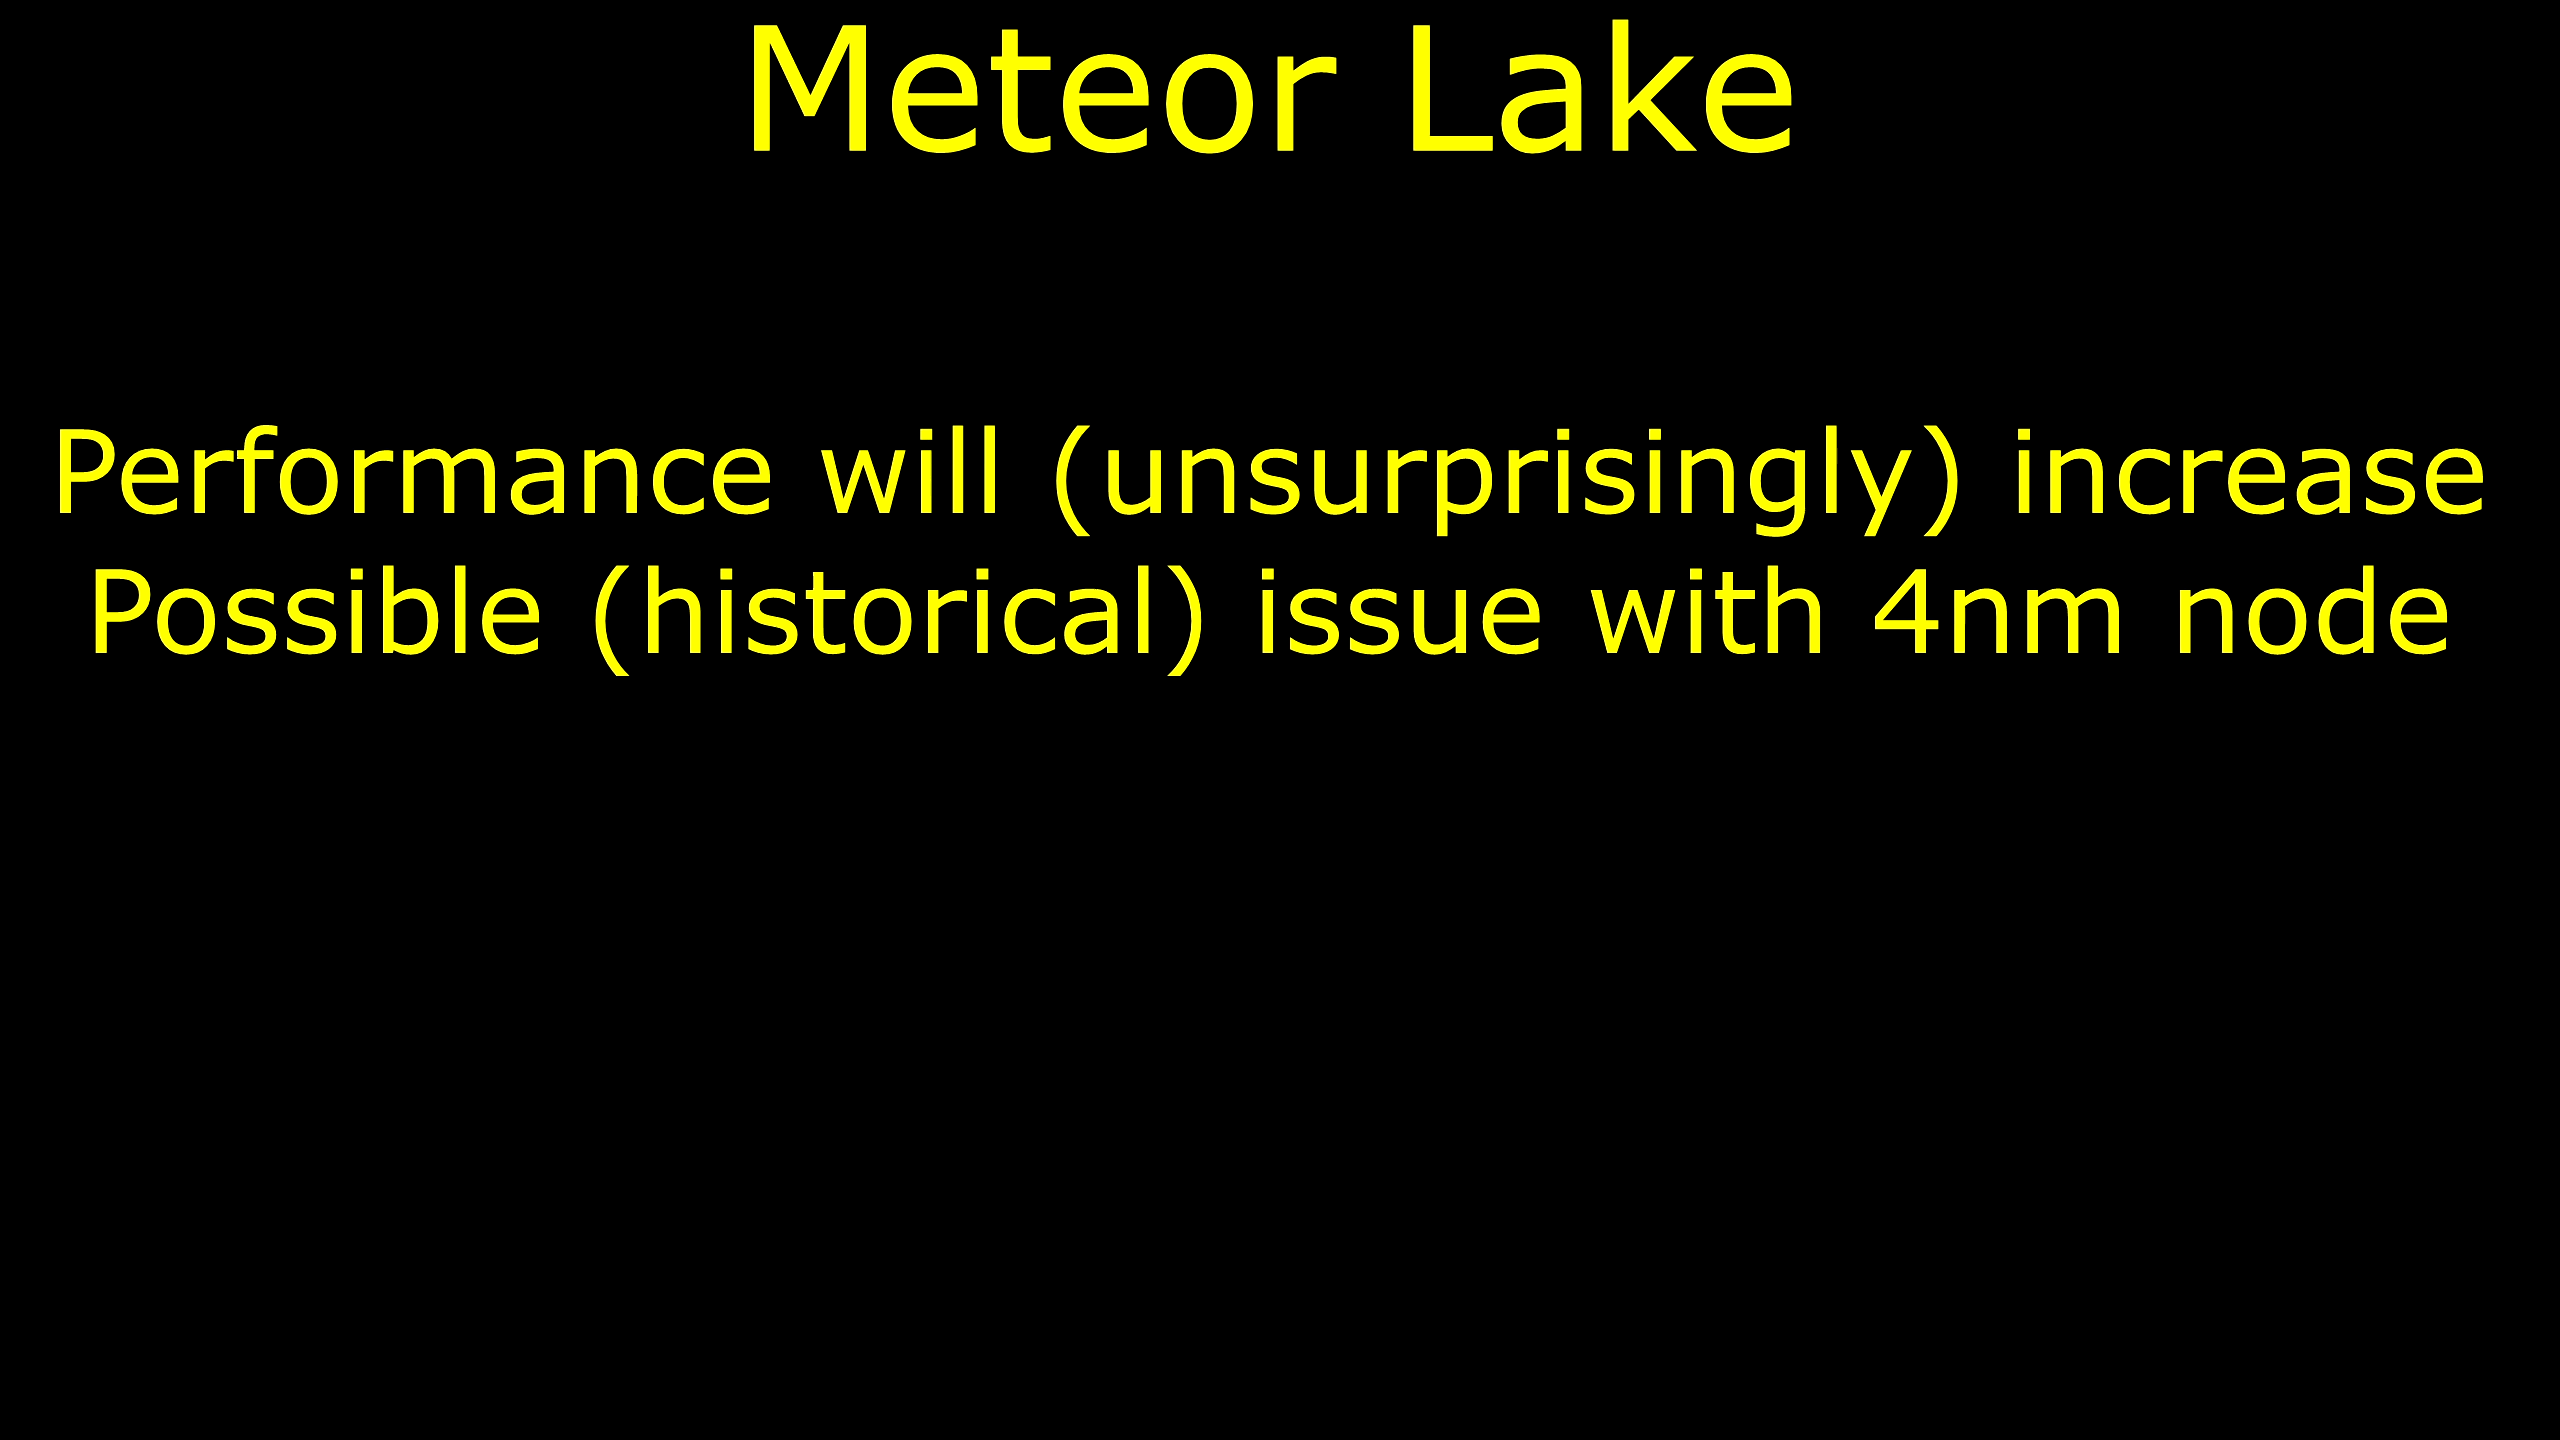 Meteor Lake
Performance will (unsurprisingly) increase
Possible (historical) issue with 4nm node